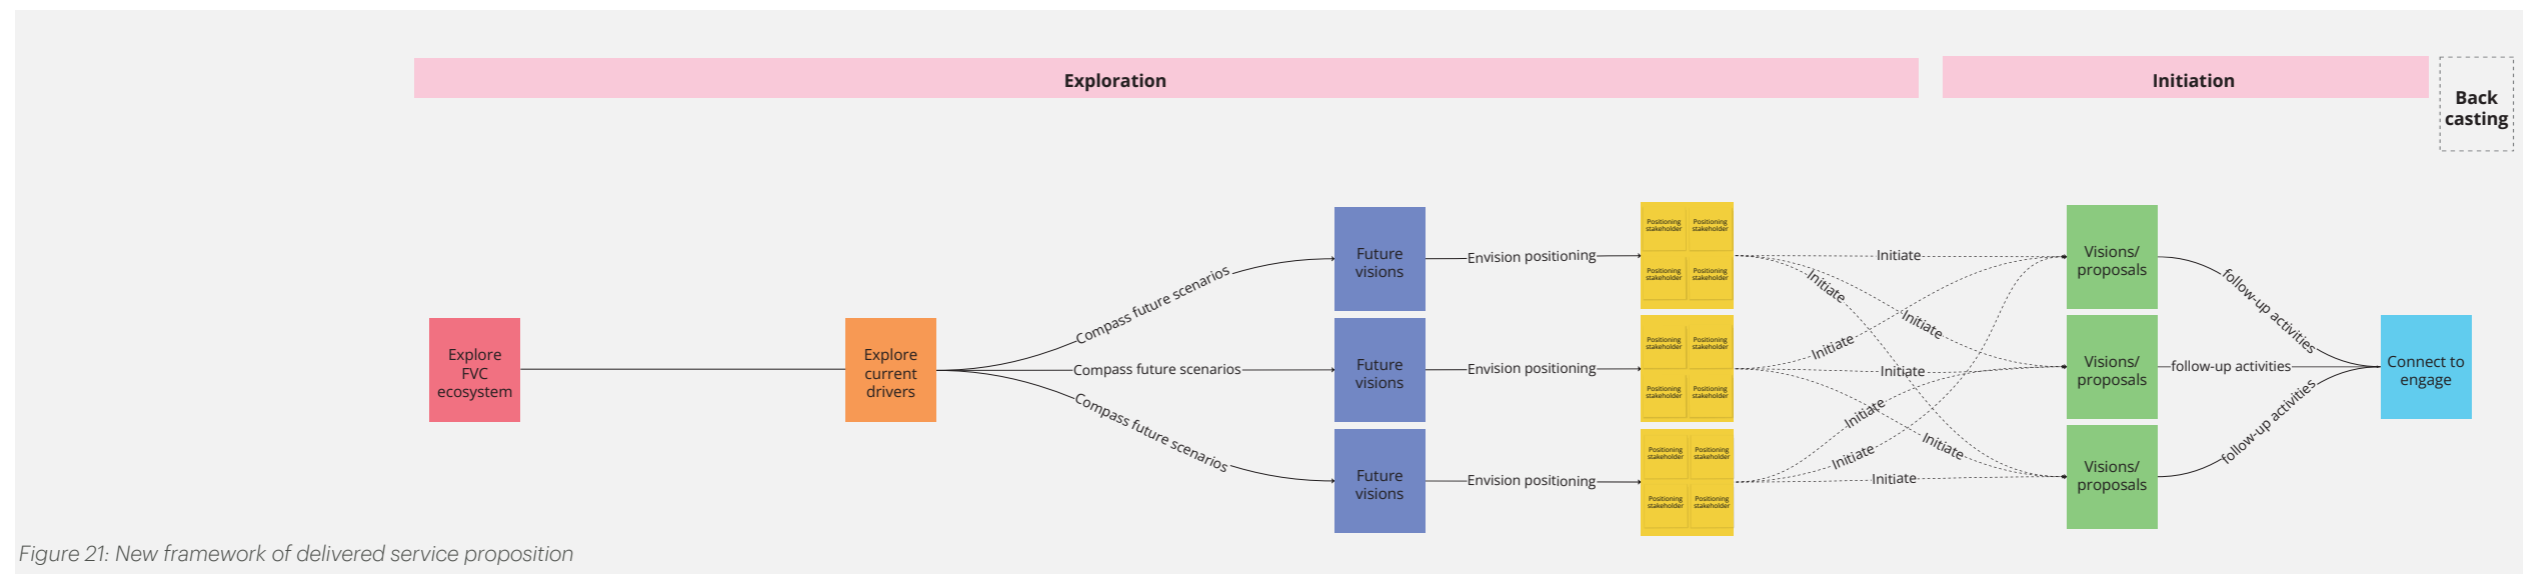 Exploration
Initiation
Back
casting
Explore
FVC
ecosystem
Explore
current
drivers
Compass future scenarios
Compass future scenarios
Compass future scenarios
Future
visions
Future
visions
Future
visions
Envision positioning
Envision positioning
Envision positioning
Positioning
stakeholder
Positioning
stakeholder
Positioning
stakeholder
Positioning
stakeholder
Positioning
stakeholder
Positioning
stakeholder
Positioning
stakeholder
Positioning
stakeholder
Positioning
stakeholder
Positioning
stakeholder
Positioning
stakeholder
Positioning
stakeholder
Initiate
Initiate
Initiate
Initiate
Initiate
Initiate
Initiate
Initiate
Initiate
Visions/
proposals
Visions/
proposals
Visions/
proposals
follow-up activities
follow-up activities
follow-up activities
Connect to
engage
Figure 21: New framework of delivered service proposition